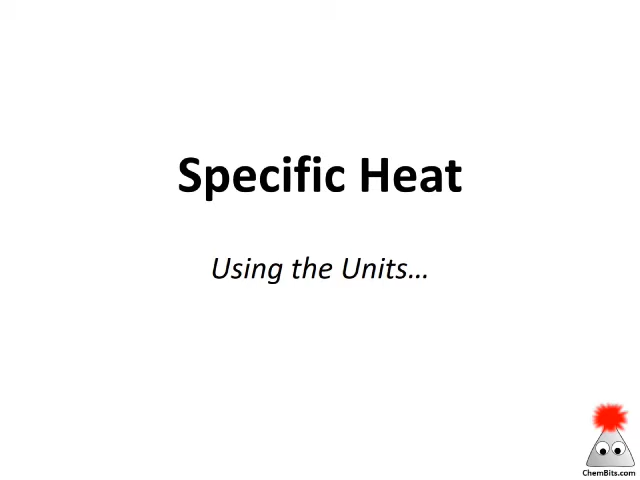 Specific Heat
Using the Units…
ChemBits.com